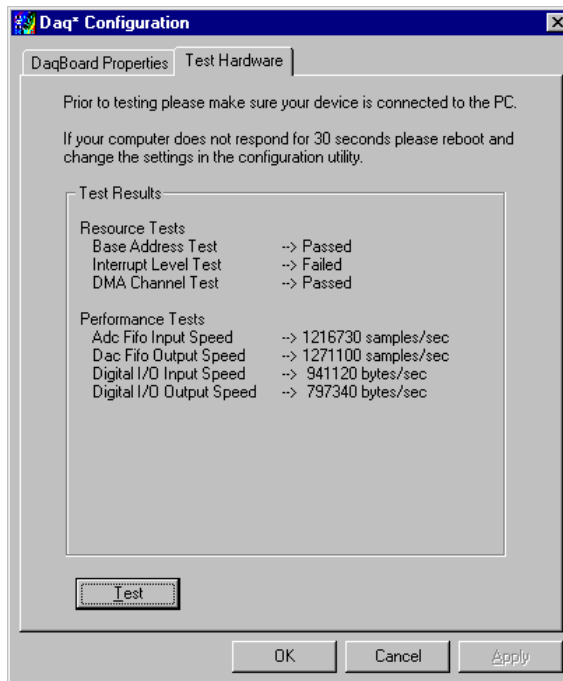 Daq* Configuration
DaqBoard Properties Test Hardware
Prior to testing please make sure your device is connected to the PC.
If your computer does not respond for 30 seconds please reboot and
change the settings in the configuration utility.
Test Results
Resource Tests
Base Address Test --> Passed
Interrupt Level Test --> Failed
DMA Channel Test --> Passed
Performance Tests
Adc Fifo Input Speed --> 1216730 samples/sec
Dac Fifo Output Speed --> 1271100 samples/sec
Digital I/O Input Speed --> 941120 bytes/sec
Digital I/O Output Speed --> 797340 bytes/sec
Test
OK Cancel Apply